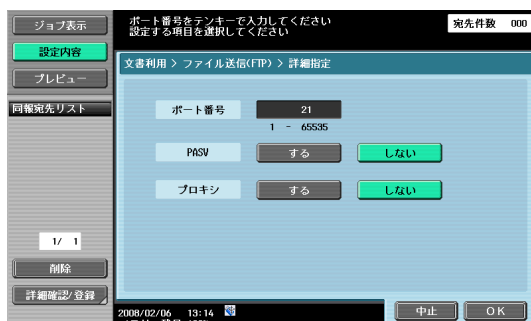 ジョブ表示
設定内容
プレビュー
同報宛先リスト
1/ 1
削除
詳細確認/登録
ポート番号をテンキーで入力してください
設定する項目を選択してください
宛先件数 000
文書利用 > ファイル送信(FTP) > 詳細指定
ポート番号 21
1 - 65535
PASV する しない
プロキシ する しない
2008/02/06 13:14
中止 OK